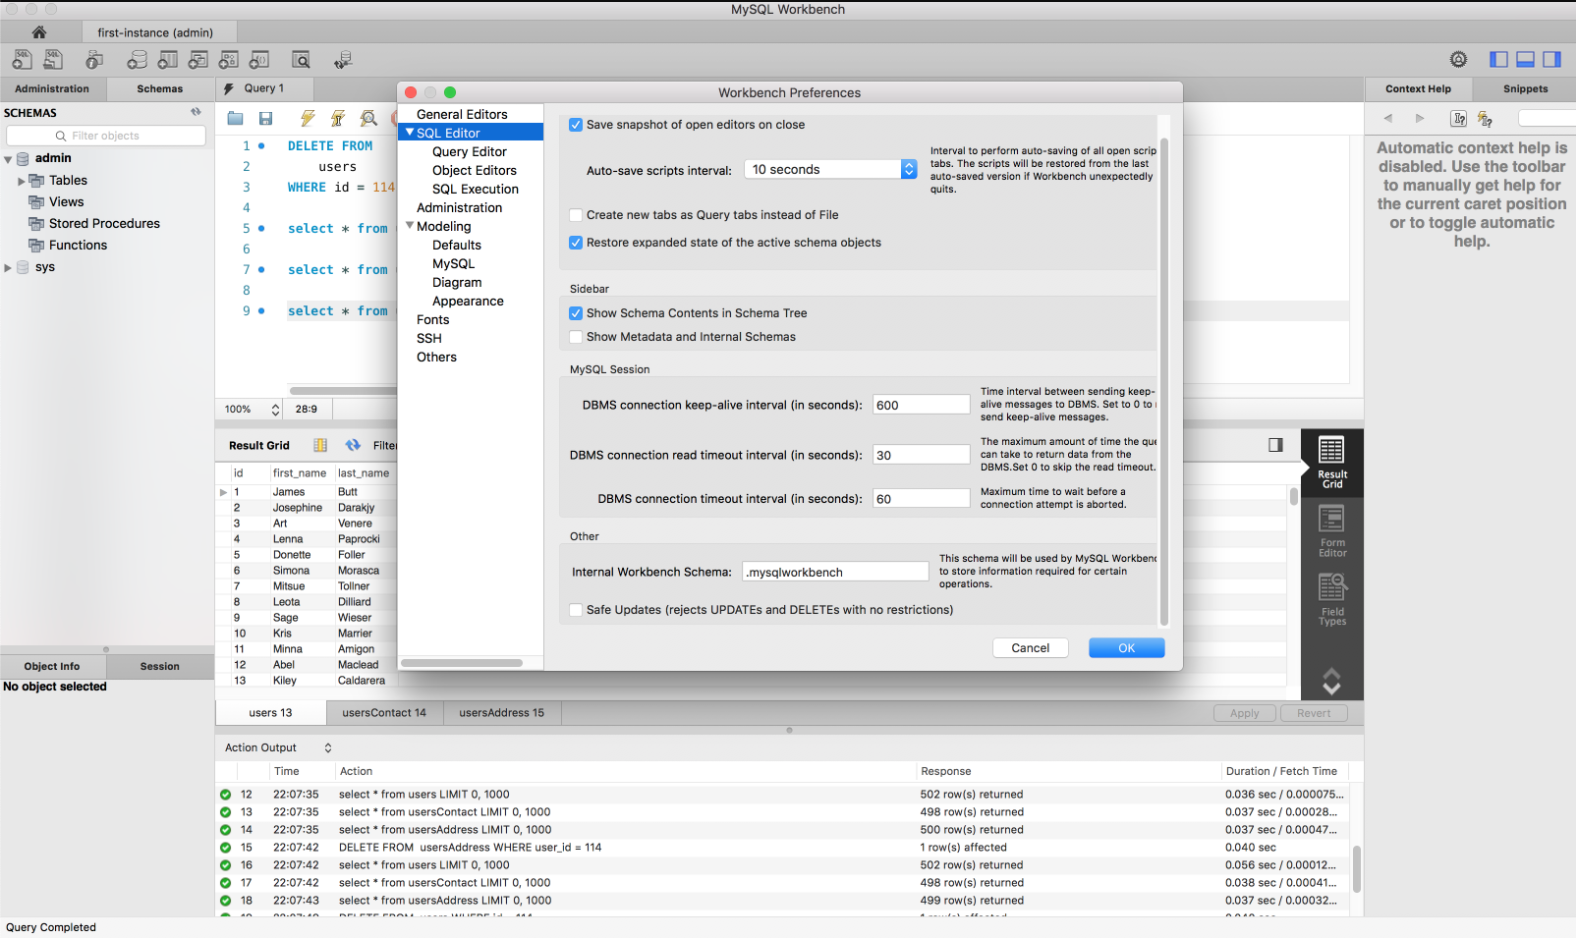 MySQL Workbench
first-instance (admin)
Administration
Schemas
Query 1
Context Help
Snippets
SCHEMAS
Filter objects
admin
Tables
Views
Stored Procedures
Functions
sys
1 DELETE FROM
2 users
3 WHERE id = 114
4
5 select * from
6
7 select * from
8
9 select * from
100%
28:9
Workbench Preferences
General Editors
SQL Editor
Query Editor
Object Editors
SQL Execution
Administration
Modeling
Defaults
MySQL
Diagram
Appearance
Fonts
SSH
Others
Save snapshot of open editors on close
Auto-save scripts interval:
10 seconds
Interval to perform auto-saving of all open scrip
tabs. The scripts will be restored from the last
auto-saved version if Workbench unexpectedly
quits.
Create new tabs as Query tabs instead of File
Restore expanded state of the active schema objects
Sidebar
Show Schema Contents in Schema Tree
Show Metadata and Internal Schemas
MySQL Session
DBMS connection keep-alive interval (in seconds):
600
Time interval between sending keep-
alive messages to DBMS. Set to 0 to
send keep-alive messages.
DBMS connection read timeout interval (in seconds):
30
The maximum amount of time the que
can take to return data from the
DBMS.Set 0 to skip the read timeout.
DBMS connection timeout interval (in seconds):
60
Maximum time to wait before a
connection attempt is aborted.
Other
Internal Workbench Schema:
.mysqlworkbench
This schema will be used by MySQL Workbenc
to store information required for certain
operations.
Safe Updates (rejects UPDATEs and DELETEs with no restrictions)
Cancel
OK
Automatic context help is
disabled. Use the toolbar
to manually get help for
the current caret position
or to toggle automatic
help.
Result Grid
Filte
id first_name last_name
1 James Butt
2 Josephine Darakjy
3 Art Venere
4 Lenna Paprocki
5 Donette Foller
6 Simona Morasca
7 Mitsue Tollner
8 Leota Dilliard
9 Sage Wieser
10 Kris Marrier
11 Minna Amigon
12 Abel Maclead
13 Kiley Caldarera
Result
Grid
Form
Editor
Field
Types
Object Info
Session
No object selected
users 13
usersContact 14
usersAddress 15
Apply
Revert
Action Output
Time Action Response Duration / Fetch Time
12 22:07:35 select * from users LIMIT 0, 1000 502 row(s) returned 0.036 sec / 0.000075...
13 22:07:35 select * from usersContact LIMIT 0, 1000 498 row(s) returned 0.037 sec / 0.00028...
14 22:07:35 select * from usersAddress LIMIT 0, 1000 500 row(s) returned 0.037 sec / 0.00047...
15 22:07:42 DELETE FROM usersAddress WHERE user_id = 114 1 row(s) affected 0.040 sec
16 22:07:42 select * from users LIMIT 0, 1000 502 row(s) returned 0.056 sec / 0.00012...
17 22:07:42 select * from usersContact LIMIT 0, 1000 498 row(s) returned 0.038 sec / 0.00041...
18 22:07:43 select * from usersAddress LIMIT 0, 1000 499 row(s) returned 0.037 sec / 0.00032...
Query Completed